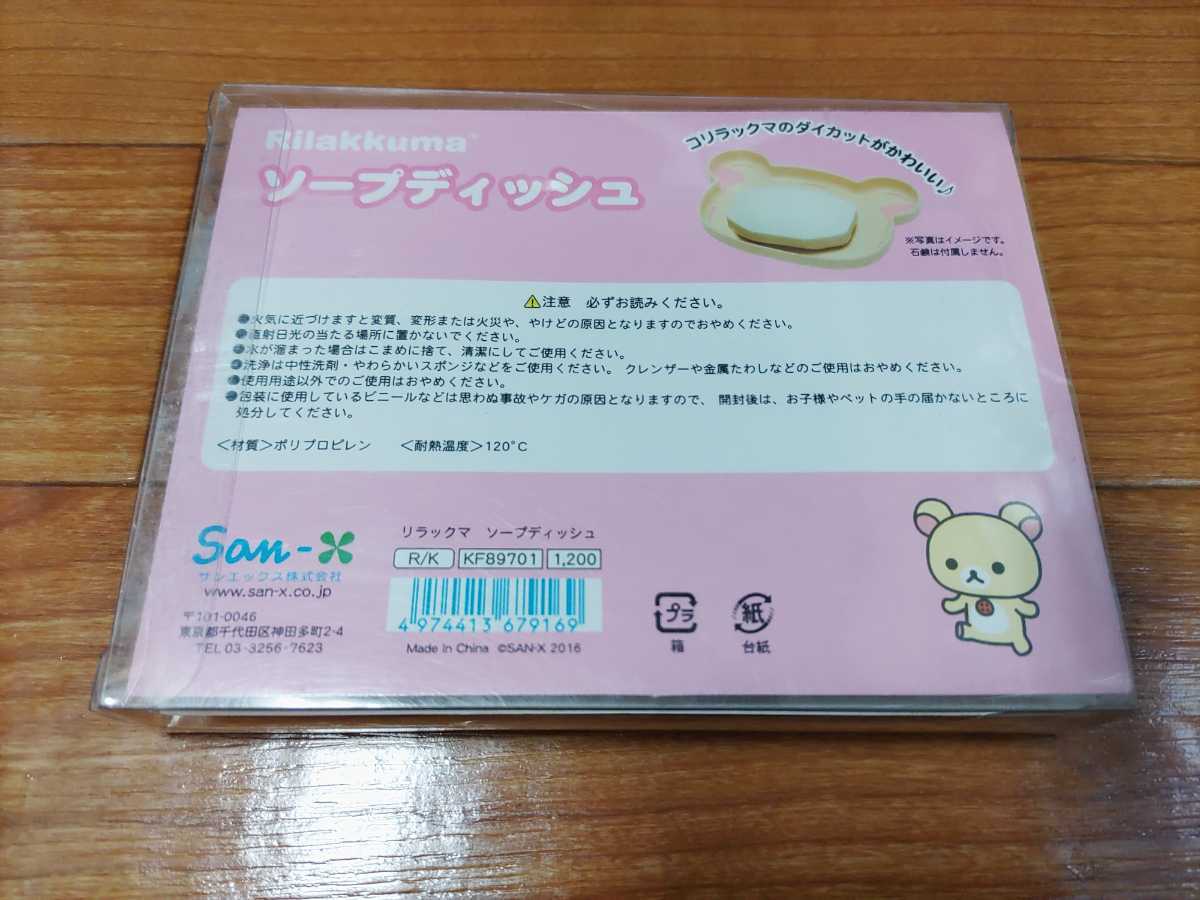 Rilakkuma
ソープディッシュ
コリラックマのダイカットがかわいい♪
※写真はイメージです。
石鹸は付属しません。
⚠注意 必ずお読みください。
●火気に近づけますと変質、変形または火災や、やけどの原因となりますのでおやめください。
●直射日光の当たる場所に置かないでください。
●水が溜まった場合はこまめに捨て、清潔にしてご使用ください。
●洗浄は中性洗剤・やわらかいスポンジなどをご使用ください。 クレンザーや金属たわしなどのご使用はおやめください。
●使用用途以外でのご使用はおやめください。
●包装に使用しているビニールなどは思わぬ事故やケガの原因となりますので、 開封後は、お子様やペットの手の届かないところに
処分してください。
<材質>ポリプロピレン <耐熱温度>120°C
San-X
サンエックス株式会社
www.san-x.co.jp
〒101-0046
東京都千代田区神田多町2-4
TEL 03-3256-7623
リラックマ ソープディッシュ
R/K KF89701 1,200
4 974413 679169
Made In China ©SAN-X 2016
プラ
箱
紙
台紙